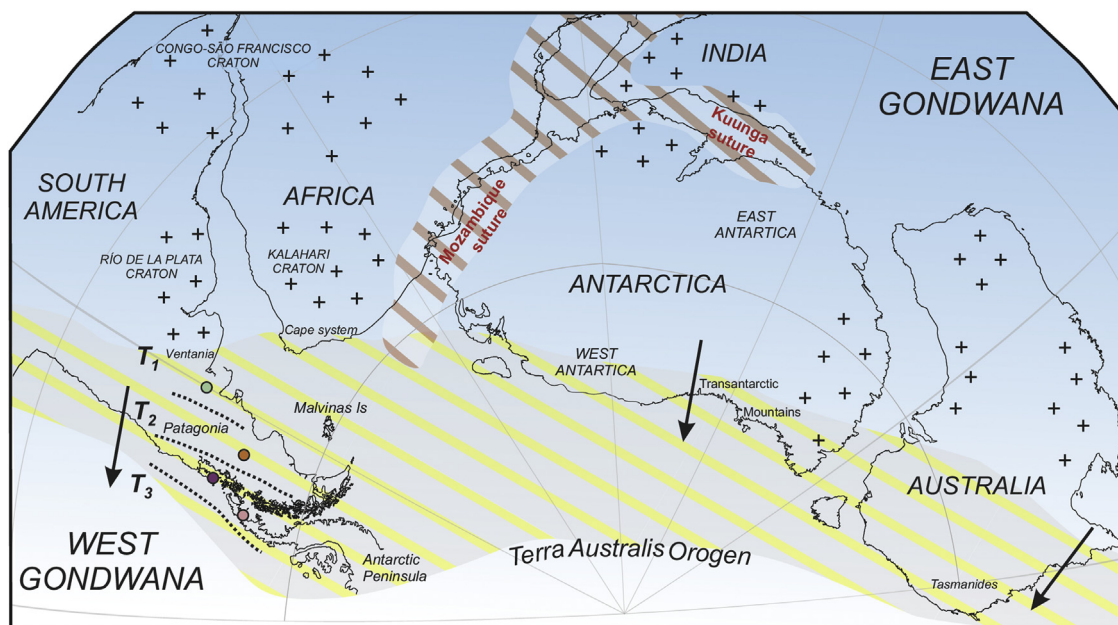 CONGO-SÃO FRANCISCO
CRATON
INDIA
EAST
GONDWANA
Kuunga
suture
SOUTH
AMERICA
AFRICA
Mozambique
suture
EAST
ANTARTICA
RÍO DE LA PLATA
CRATON
KALAHARI
CRATON
ANTARCTICA
Cape system
T1
Ventania
WEST
ANTARTICA
Transantarctic
Mountains
Malvinas Is
T2
Patagonia
T3
AUSTRALIA
WEST
GONDWANA
Antarctic
Peninsula
Terra Australis Orogen
Tasmanides